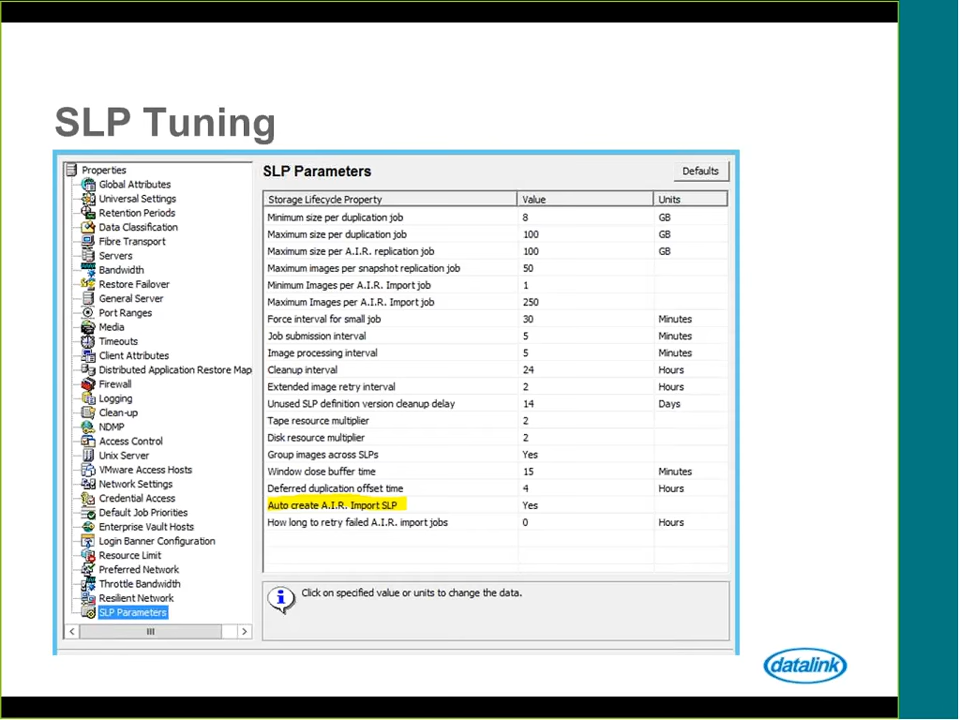 SLP Tuning
Properties
Global Attributes
Universal Settings
Retention Periods
Data Classification
Fibre Transport
Servers
Bandwidth
Restore Failover
General Server
Port Ranges
Media
Timeouts
Client Attributes
Distributed Application Restore Map
Firewall
Logging
Clean-up
NDMP
Access Control
Unix Server
VMware Access Hosts
Network Settings
Credential Access
Default Job Priorities
Enterprise Vault Hosts
Login Banner Configuration
Resource Limit
Preferred Network
Throttle Bandwidth
Resilient Network
SLP Parameters
SLP Parameters Defaults
Storage Lifecycle Property Value Units
Minimum size per duplication job 8 GB
Maximum size per duplication job 100 GB
Maximum size per A.I.R. replication job 100 GB
Maximum images per snapshot replication job 50
Minimum Images per A.I.R. Import job 1
Maximum Images per A.I.R. Import job 250
Force interval for small job 30 Minutes
Job submission interval 5 Minutes
Image processing interval 5 Minutes
Cleanup interval 24 Hours
Extended image retry interval 2 Hours
Unused SLP definition version cleanup delay 14 Days
Tape resource multiplier 2
Disk resource multiplier 2
Group images across SLPs Yes
Window close buffer time 15 Minutes
Deferred duplication offset time 4 Hours
Auto create A.I.R. Import SLP Yes
How long to retry failed A.I.R. import jobs 0 Hours
Click on specified value or units to change the data.
datalink